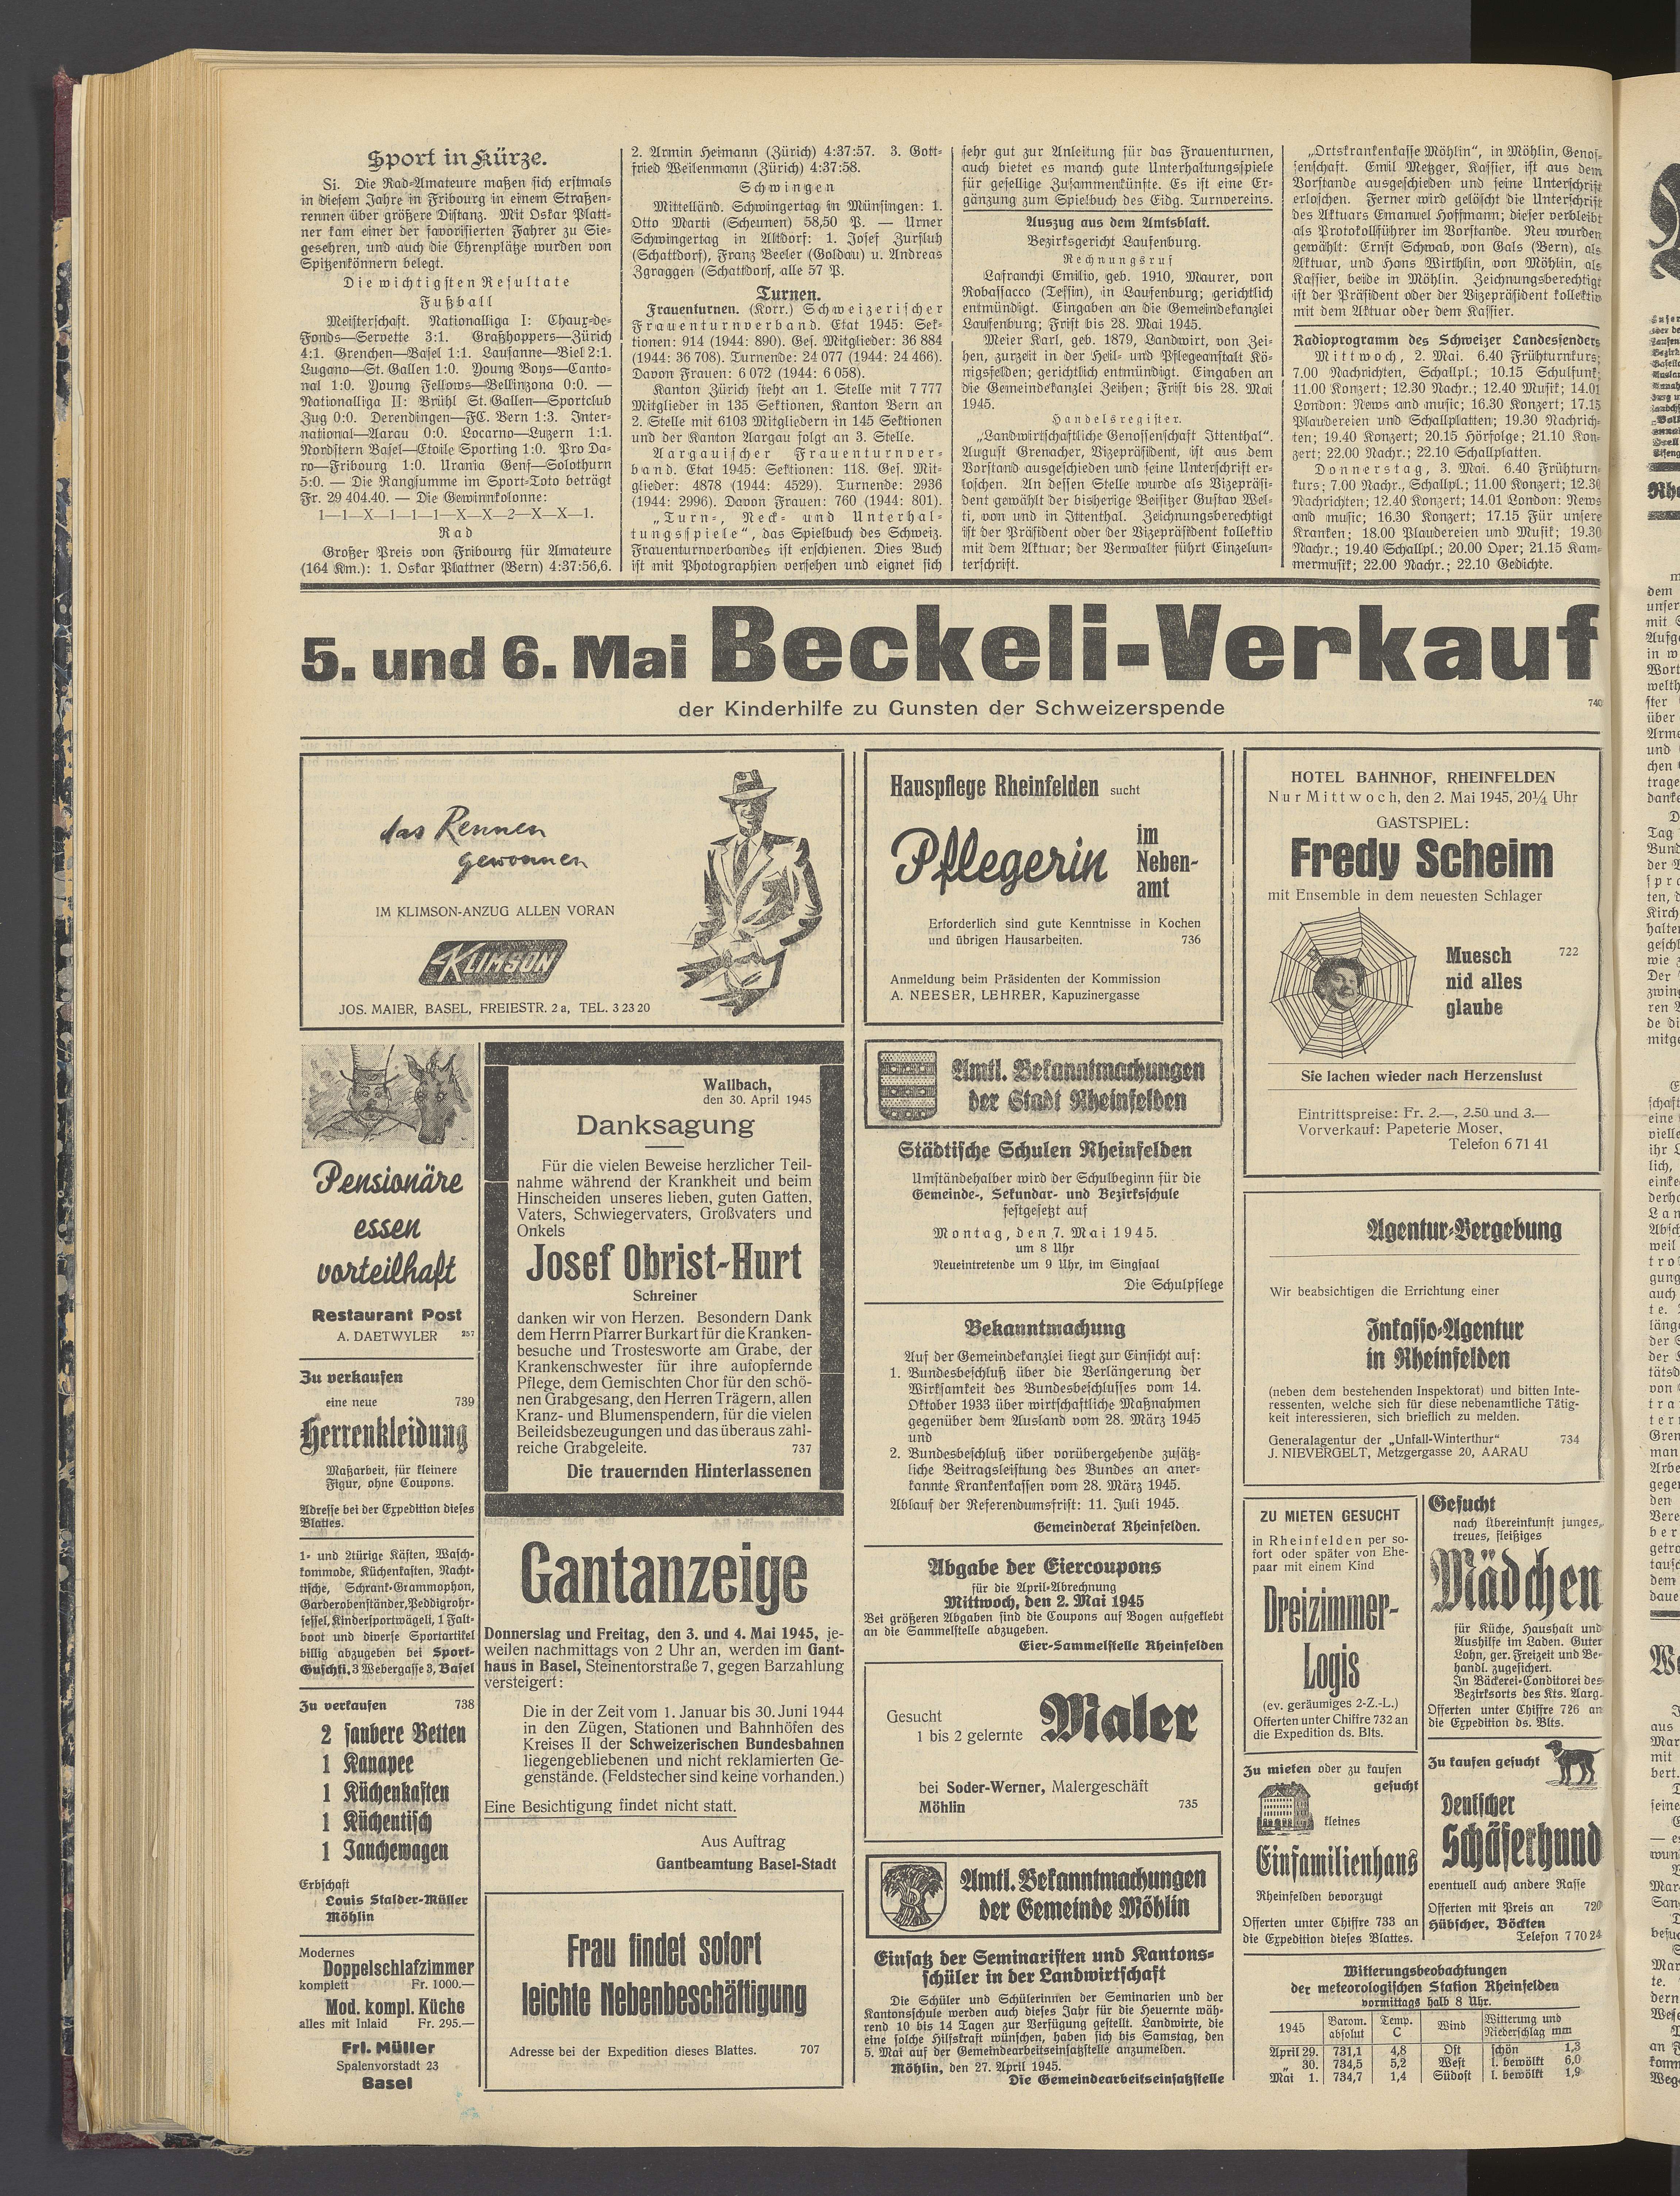 Sport in Kürze.
Si. Die Rad-Amateure maßen sich erstmals
in diesem Jahre in Fribourg in einem Straßen-
rennen über größere Distanz. Mit Oskar Platt-
ner kam einer der favorisierten Fahrer zu Sie-
gesehren, und auch die Ehrenplätze wurden von
Spitzenkönnern belegt.
Die wichtigsten Resultate
Fußball
Meisterschaft. Nationalliga I: Chaux-de-
Fonds—Servette 3:1. Graßhoppers—Zürich
4:1. Grenchen—Basel 1:1. Lausanne—Biel 2:1.
Lugano—St. Gallen 1:0. Young Boys—Canto-
nal 1:0. Young Fellows—Bellinzona 0:0. —
Nationalliga II: Brühl St. Gallen—Sportclub
Zug 0:0. Derendingen—FC. Bern 1:3. Inter-
national—Aarau 0:0. Locarno—Luzern 1:1.
Nordstern Basel—Etoile Sporting 1:0. Pro Da-
ro—Fribourg 1:0. Urania Genf—Solothurn
5:0. — Die Rangsumme im Sport-Toto beträgt
Fr. 29 404.40. — Die Gewinnkolonne:
1—1—X—1—1—1—X—X—2—X—X—1.
Rad
Großer Preis von Fribourg für Amateure
(164 Km.): 1. Oskar Plattner (Bern) 4:37:56,6.
2. Armin Heimann (Zürich) 4:37:57. 3. Gott-
fried Weilenmann (Zürich) 4:37:58.
Schwingen
Mittelländ. Schwingertag in Münsingen: 1.
Otto Marti (Scheunen) 58,50 P. — Urner
Schwingertag in Altdorf: 1. Josef Zurfluh
(Schattdorf), Franz Beeler (Goldau) u. Andreas
Zgraggen (Schattdorf, alle 57 P.
Turnen.
Frauenturnen. (Korr.) Schweizerischer
Frauenturnverband. Etat 1945: Sek-
tionen: 914 (1944: 890). Ges. Mitglieder: 36 884
(1944: 36 708). Turnende: 24 077 (1944: 24 466).
Davon Frauen: 6 072 (1944: 6 058).
Kanton Zürich steht an 1. Stelle mit 7 777
Mitglieder in 135 Sektionen, Kanton Bern an
2. Stelle mit 6103 Mitgliedern in 145 Sektionen
und der Kanton Aargau folgt an 3. Stelle.
Aargauischer Frauenturnver-
band. Etat 1945: Sektionen: 118. Ges. Mit-
glieder: 4878 (1944: 4529). Turnende: 2936
(1944: 2996). Davon Frauen: 760 (1944: 801).
„Turn-, Neck- und Unterhal-
tungsspiele“, das Spielbuch des Schweiz.
Frauenturnverbandes ist erschienen. Dies Buch
ist mit Photographien versehen und eignet sich
sehr gut zur Anleitung für das Frauenturnen,
auch bietet es manch gute Unterhaltungsspiele
für gesellige Zusammenkünfte. Es ist eine Er-
gänzung zum Spielbuch des Eidg. Turnvereins.
Auszug aus dem Amtsblatt.
Bezirksgericht Laufenburg.
Rechnungsruf
Lafranchi Emilio, geb. 1910, Maurer, von
Robassacco (Tessin), in Laufenburg; gerichtlich
entmündigt. Eingaben an die Gemeindekanzlei
Laufenburg; Frist bis 28. Mai 1945.
Meier Karl, geb. 1879, Landwirt, von Zei-
hen, zurzeit in der Heil- und Pflegeanstalt Kö-
nigsfelden; gerichtlich entmündigt. Eingaben an
die Gemeindekanzlei Zeihen; Frist bis 28. Mai
1945.
Handelsregister.
„Landwirtschaftliche Genossenschaft Ittenthal“.
August Grenacher, Vizepräsident, ist aus dem
Vorstand ausgeschieden und seine Unterschrift er-
loschen. An dessen Stelle wurde als Vizepräsi-
dent gewählt der bisherige Beisitzer Gustav Wel-
ti, von und in Ittenthal. Zeichnungsberechtigt
ist der Präsident oder der Vizepräsident kollektiv
mit dem Aktuar; der Verwalter führt Einzelun-
terschrift.
„Ortskrankenkasse Möhlin“, in Möhlin, Genos-
senschaft. Emil Metzger, Kassier, ist aus dem
Vorstande ausgeschieden und seine Unterschrift
erloschen. Ferner wird gelöscht die Unterschrift
des Aktuars Emanuel Hoffmann; dieser verbleibt
als Protokollführer im Vorstande. Neu wurden
gewählt: Ernst Schwab, von Gals (Bern), als
Aktuar, und Hans Wirthlin, von Möhlin, als
Kassier, beide in Möhlin. Zeichnungsberechtigt
ist der Präsident oder der Vizepräsident kollektiv
mit dem Aktuar oder dem Kassier.
Radioprogramm des Schweizer Landessenders
Mittwoch, 2. Mai. 6.40 Frühturnkurs;
7.00 Nachrichten, Schallpl.; 10.15 Schulfunk;
11.00 Konzert; 12.30 Nachr.; 12.40 Musik; 14.01
London: News and music; 16.30 Konzert; 17.15
Plaudereien und Schallplatten; 19.30 Nachrich-
ten; 19.40 Konzert; 20.15 Hörfolge; 21.10 Kon-
zert; 22.00 Nachr.; 22.10 Schallplatten.
Donnerstag, 3. Mai. 6.40 Frühturn-
kurs; 7.00 Nachr., Schallpl.; 11.00 Konzert; 12.30
Nachrichten; 12.40 Konzert; 14.01 London: News
and music; 16.30 Konzert; 17.15 Für unsere
Kranken; 18.00 Plaudereien und Musik; 19.30
Nachr.; 19.40 Schallpl.; 20.00 Oper; 21.15 Kam-
mermusik; 22.00 Nachr.; 22.10 Gedichte.
5. und 6. Mai Beckeli-Verkauf
der Kinderhilfe zu Gunsten der Schweizerspende
740
das Rennen
gewonnen
IM KLIMSON-ANZUG ALLEN VORAN
KLIMSON
JOS. MAIER, BASEL, FREIESTR. 2a, TEL. 3 23 20
Hauspflege Rheinfelden sucht
Pflegerin
im
Neben-
amt
Erforderlich sind gute Kenntnisse in Kochen
und übrigen Hausarbeiten. 736
Anmeldung beim Präsidenten der Kommission
A. NEESER, LEHRER, Kapuzinergasse
HOTEL BAHNHOF, RHEINFELDEN
Nur Mittwoch, den 2. Mai 1945, 20¼ Uhr
GASTSPIEL:
Fredy Scheim
mit Ensemble in dem neuesten Schlager
Muesch 722
nid alles
glaube
Sie lachen wieder nach Herzenslust
Eintrittspreise: Fr. 2.—, 2.50 und 3.—
Vorverkauf: Papeterie Moser,
Telefon 6 71 41
Pensionäre
essen
vorteilhaft
Restaurant Post
A. DAETWYLER 257
Zu verkaufen
eine neue 739
Herrenkleidung
Maßarbeit, für kleinere
Figur, ohne Coupons.
Adresse bei der Expedition dieses
Blattes.
1- und 2türige Kästen, Wasch-
kommode, Küchenkasten, Nacht-
tische, Schrank-Grammophon,
Garderobenständer, Peddigrohr-
sessel, Kindersportwägeli, 1 Falt-
boot und diverse Sportartikel
billig abzugeben bei Sport-
Guschti, 3 Webergasse 3, Basel
Zu verkaufen 738
2 saubere Betten
1 Kanapee
1 Küchenkasten
1 Küchentisch
1 Jauchewagen
Erbschaft
Louis Stalder-Müller
Möhlin
Modernes
Doppelschlafzimmer
komplett Fr. 1000.—
Mod. kompl. Küche
alles mit Inlaid Fr. 295.—
Frl. Müller
Spalenvorstadt 23
Basel
Wallbach,
den 30. April 1945
Danksagung
Für die vielen Beweise herzlicher Teil-
nahme während der Krankheit und beim
Hinscheiden unseres lieben, guten Gatten,
Vaters, Schwiegervaters, Großvaters und
Onkels
Josef Obrist-Hurt
Schreiner
danken wir von Herzen. Besondern Dank
dem Herrn Pfarrer Burkart für die Kranken-
besuche und Trostesworte am Grabe, der
Krankenschwester für ihre aufopfernde
Pflege, dem Gemischten Chor für den schö-
nen Grabgesang, den Herren Trägern, allen
Kranz- und Blumenspendern, für die vielen
Beileidsbezeugungen und das überaus zahl-
reiche Grabgeleite. 737
Die trauernden Hinterlassenen
Gantanzeige
Donnerstag und Freitag, den 3. und 4. Mai 1945, je-
weilen nachmittags von 2 Uhr an, werden im Gant-
haus in Basel, Steinentorstraße 7, gegen Barzahlung
versteigert:
Die in der Zeit vom 1. Januar bis 30. Juni 1944
in den Zügen, Stationen und Bahnhöfen des
Kreises II der Schweizerischen Bundesbahnen
liegengebliebenen und nicht reklamierten Ge-
genstände. (Feldstecher sind keine vorhanden.)
Eine Besichtigung findet nicht statt.
Aus Auftrag
Gantbeamtung Basel-Stadt
Frau findet sofort
leichte Nebenbeschäftigung
Adresse bei der Expedition dieses Blattes. 707
Amtl. Bekanntmachungen
der Stadt Rheinfelden
Städtische Schulen Rheinfelden
Umständehalber wird der Schulbeginn für die
Gemeinde-, Sekundar- und Bezirksschule
festgesetzt auf
Montag, den 7. Mai 1945.
um 8 Uhr
Neueintretende um 9 Uhr, im Singsaal
Die Schulpflege
Bekanntmachung
Auf der Gemeindekanzlei liegt zur Einsicht auf:
1. Bundesbeschluß über die Verlängerung der
Wirksamkeit des Bundesbeschlusses vom 14.
Oktober 1933 über wirtschaftliche Maßnahmen
gegenüber dem Ausland vom 28. März 1945
und
2. Bundesbeschluß über vorübergehende zusätz-
liche Beitragsleistung des Bundes an aner-
kannte Krankenkassen vom 28. März 1945.
Ablauf der Referendumsfrist: 11. Juli 1945.
Gemeinderat Rheinfelden.
Abgabe der Eiercoupons
für die April-Abrechnung
Mittwoch, den 2. Mai 1945
Bei größeren Abgaben sind die Coupons auf Bogen aufgeklebt
an die Sammelstelle abzugeben.
Eier-Sammelstelle Rheinfelden
Gesucht
1 bis 2 gelernte Maler
bei Soder-Werner, Malergeschäft
Möhlin 735
Amtl. Bekanntmachungen
der Gemeinde Möhlin
Einsatz der Seminaristen und Kantons-
schüler in der Landwirtschaft
Die Schüler und Schülerinnen der Seminarien und der
Kantonsschule werden auch dieses Jahr für die Heuernte wäh-
rend 10 bis 14 Tagen zur Verfügung gestellt. Landwirte, die
eine solche Hilfskraft wünschen, haben sich bis Samstag, den
5. Mai auf der Gemeindearbeitseinsatzstelle anzumelden.
Möhlin, den 27. April 1945.
Die Gemeindearbeitseinsatzstelle
Agentur-Vergebung
Wir beabsichtigen die Errichtung einer
Inkasso-Agentur
in Rheinfelden
(neben dem bestehenden Inspektorat) und bitten Inte-
ressenten, welche sich für diese nebenamtliche Tätig-
keit interessieren, sich brieflich zu melden.
Generalagentur der „Unfall-Winterthur“ 734
J. NIEVERGELT, Metzgergasse 20, AARAU
ZU MIETEN GESUCHT
in Rheinfelden per so-
fort oder später von Ehe-
paar mit einem Kind
Dreizimmer-
Logis
(ev. geräumiges 2-Z.-L.)
Offerten unter Chiffre 732 an
die Expedition ds. Blts.
Zu mieten oder zu kaufen
gesucht
kleines
Einfamilienhaus
Rheinfelden bevorzugt
Offerten unter Chiffre 733 an
die Expedition dieses Blattes.
Gesucht
nach Übereinkunft junges,
treues, fleißiges
Mädchen
für Küche, Haushalt und
Aushilfe im Laden. Guter
Lohn, ger. Freizeit und Be-
handl. zugesichert.
In Bäckerei-Conditorei des
Bezirksorts des Kts. Aarg.
Offerten unter Chiffre 726 an
die Expedition ds. Blts.
Zu kaufen gesucht
Deutscher
Schäferhund
eventuell auch andere Rasse
Offerten mit Preis an 720
Hübscher, Böckten
Telefon 7 70 24
Witterungsbeobachtungen
der meteorologischen Station Rheinfelden
vormittags halb 8 Uhr.
1945 Barom. absolut Temp. C Wind Witterung und Niederschlag mm
April 29. 731,1 4,8 Ost schön 1,3
„ 30. 734,5 5,2 West l. bewölkt 6,0
Mai 1. 734,7 1,4 Südost l. bewölkt 1,9